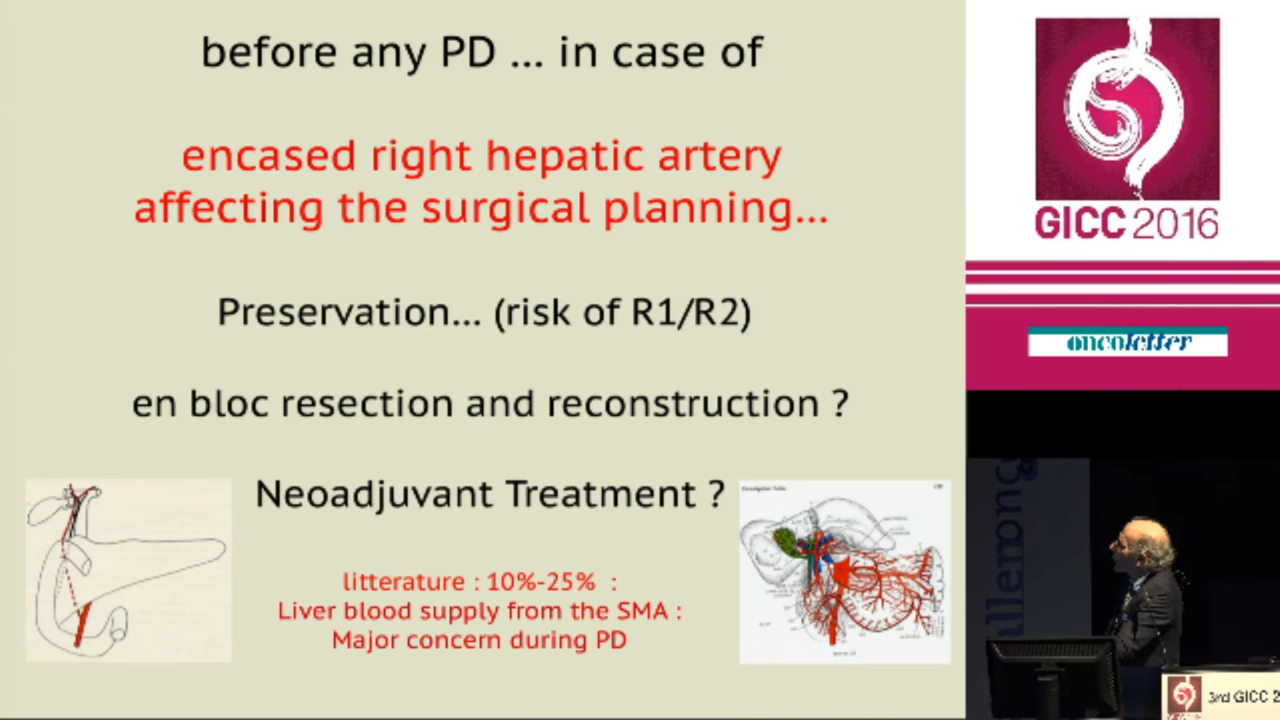 before any PD ... in case of
encased right hepatic artery
affecting the surgical planning...
Preservation... (risk of R1/R2)
en bloc resection and reconstruction ?
Neoadjuvant Treatment ?
litterature : 10%-25% :
Liver blood supply from the SMA :
Major concern during PD
GICC 2016
oncoletter
allemong
3rd GICC 2